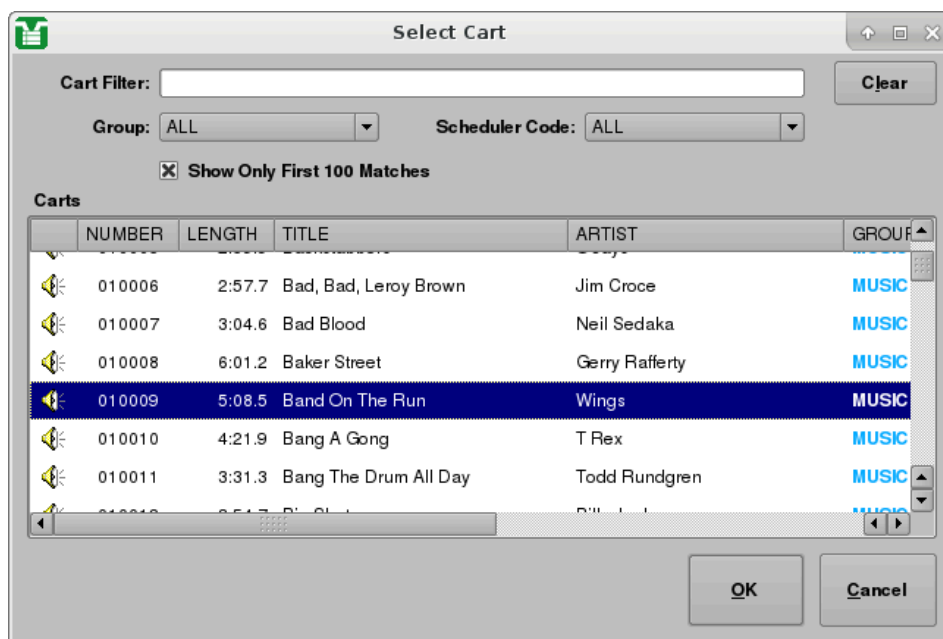 Select Cart
Cart Filter: Clear
Group: ALL Scheduler Code: ALL
Show Only First 100 Matches
Carts
NUMBER LENGTH TITLE ARTIST GROUP
010006 2:57.7 Bad, Bad, Leroy Brown Jim Croce MUSIC
010007 3:04.6 Bad Blood Neil Sedaka MUSIC
010008 6:01.2 Baker Street Gerry Rafferty MUSIC
010009 5:08.5 Band On The Run Wings MUSIC
010010 4:21.9 Bang A Gong T Rex MUSIC
010011 3:31.3 Bang The Drum All Day Todd Rundgren MUSIC
OK Cancel